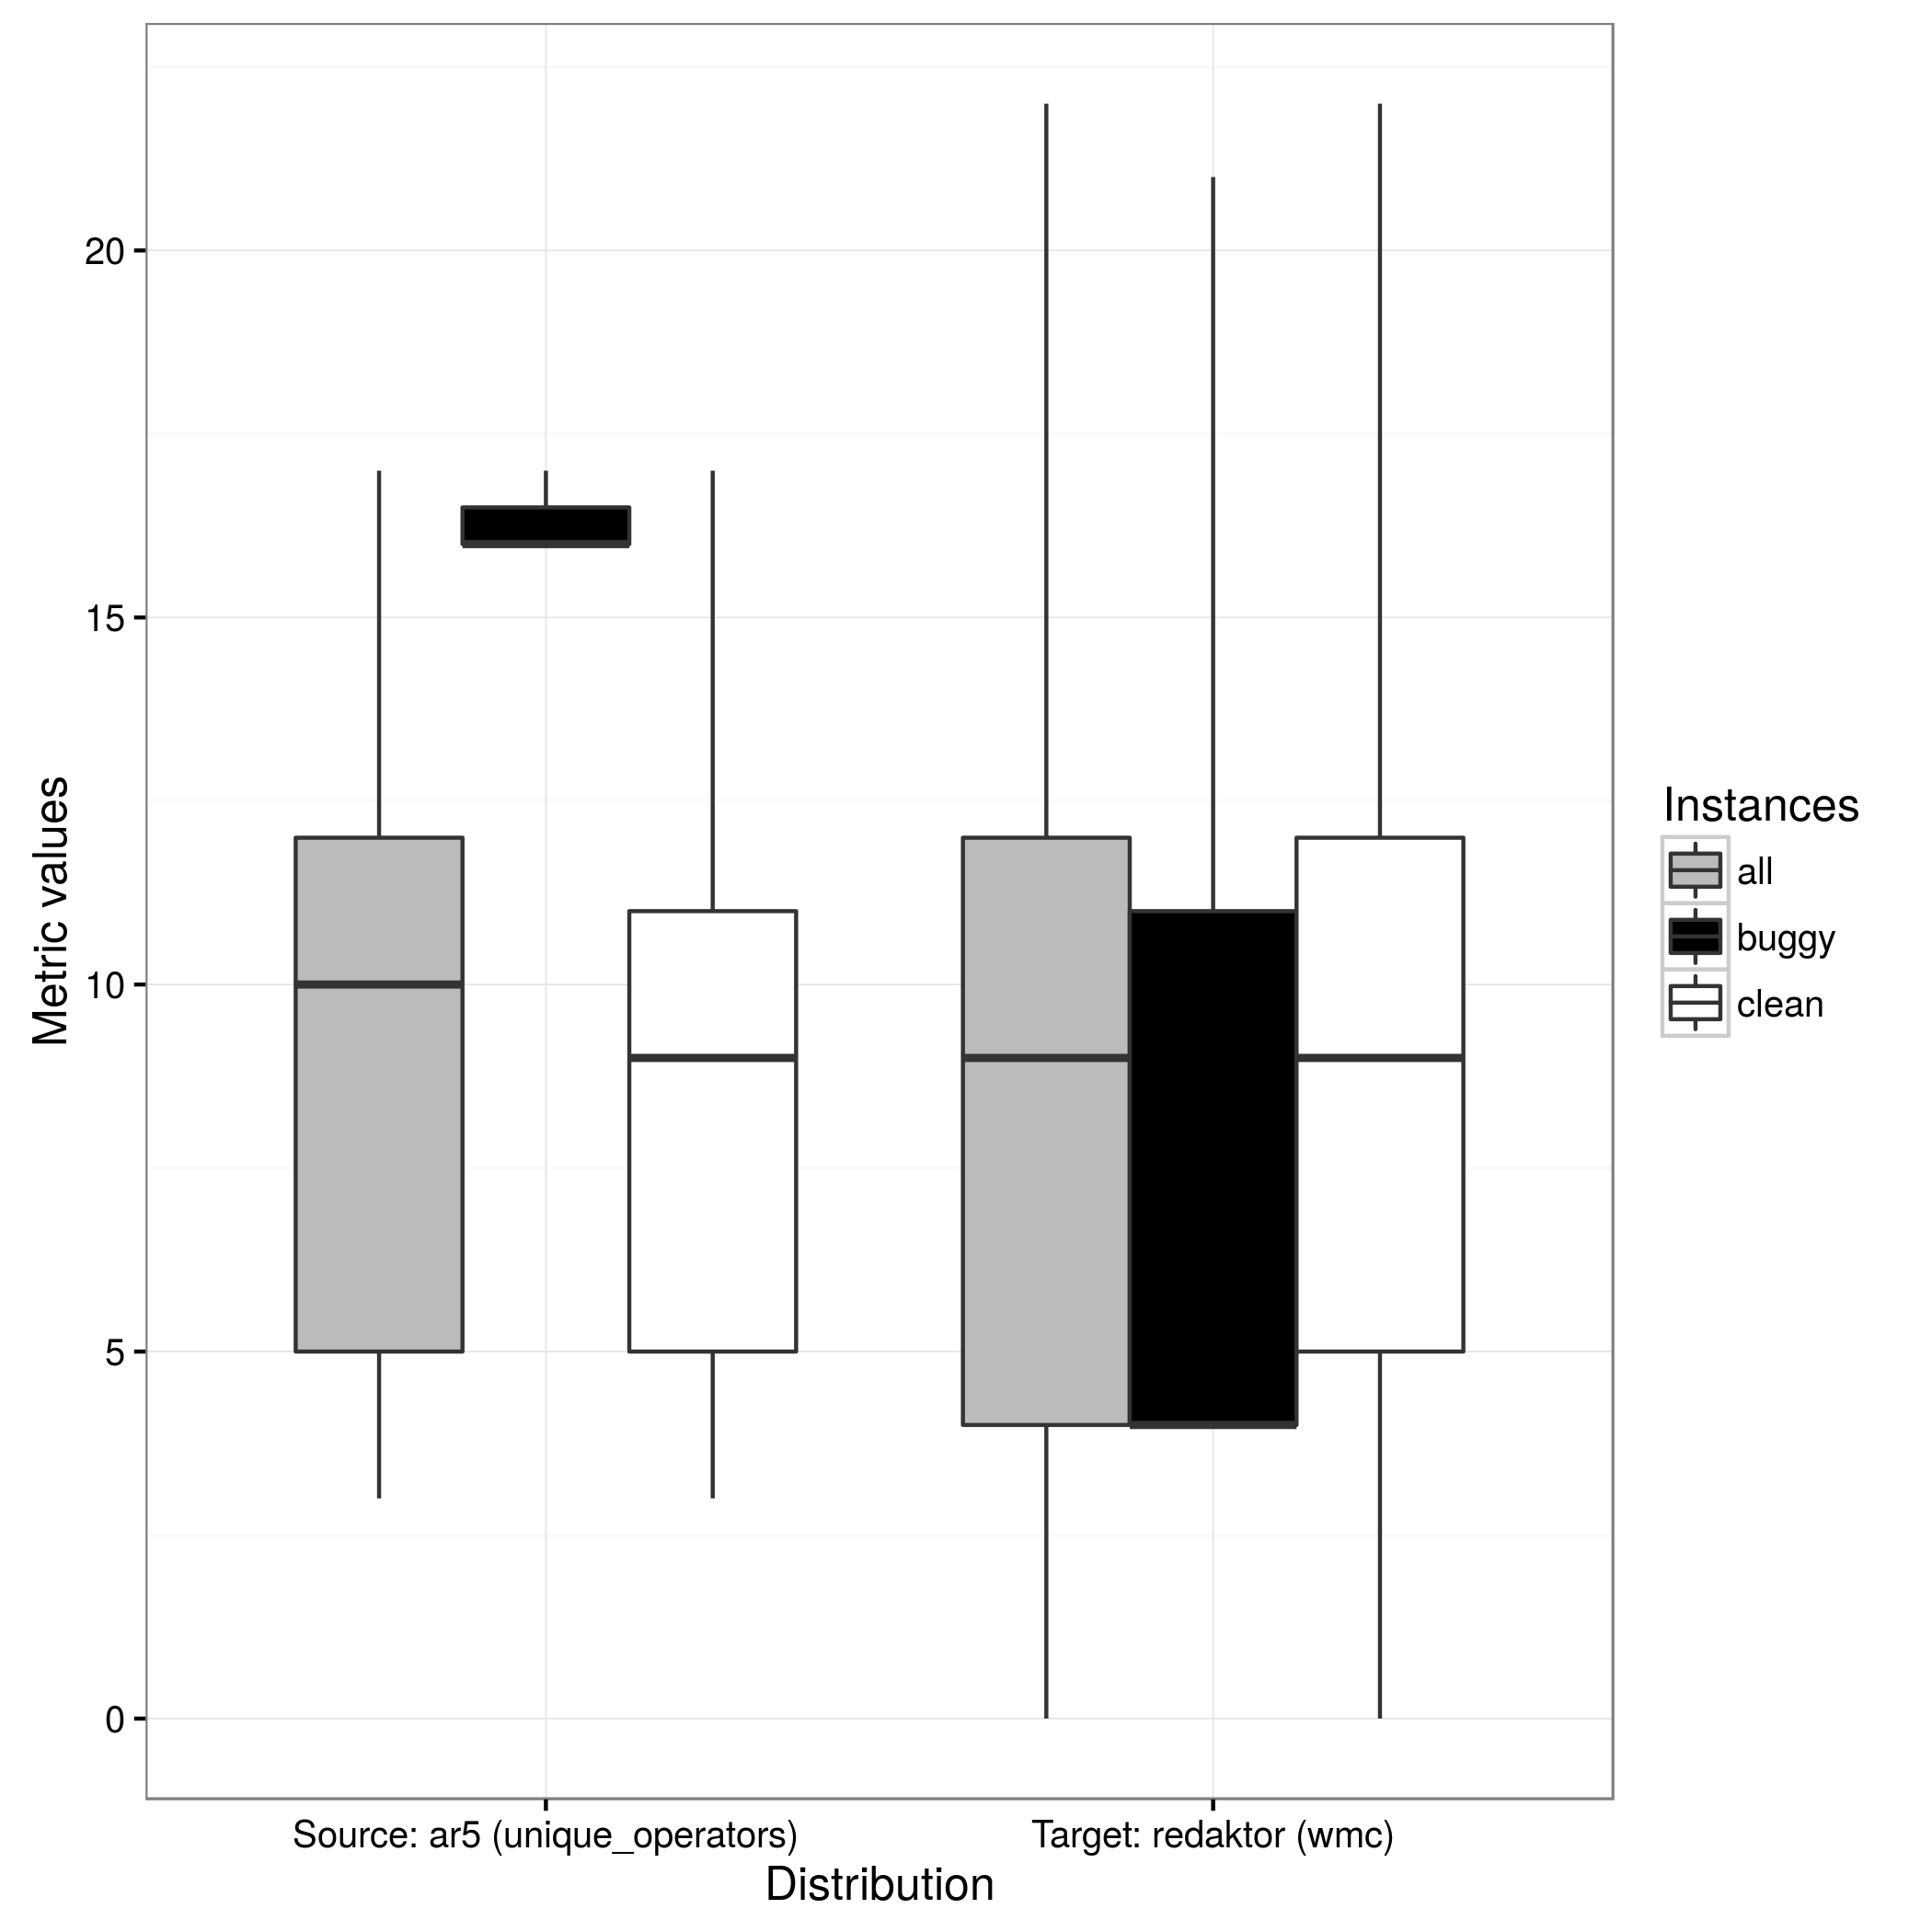 Metric values
20
15
10
5
0
Source: ar5 (unique_operators)
Target: redaktor (wmc)
Distribution
Instances
all
buggy
clean